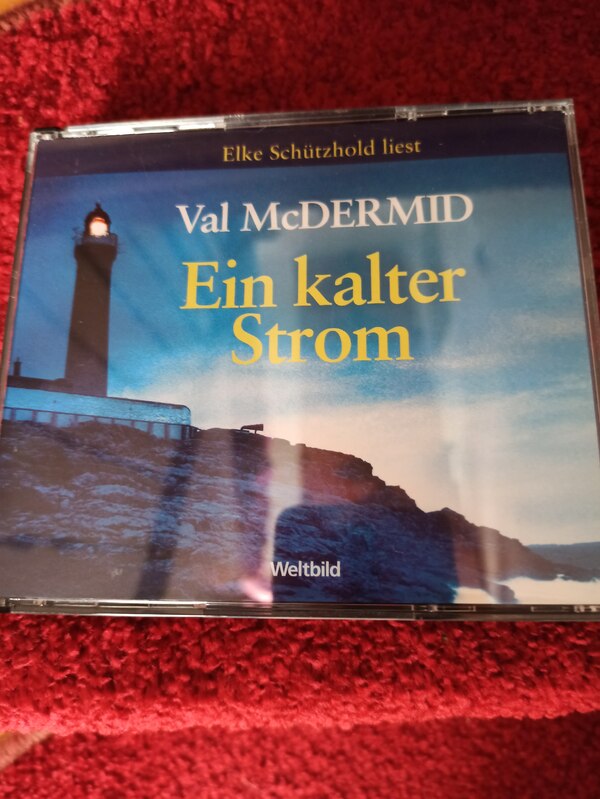 Elke Schützhold liest
Val McDERMID
Ein kalter
Strom
Weltbild